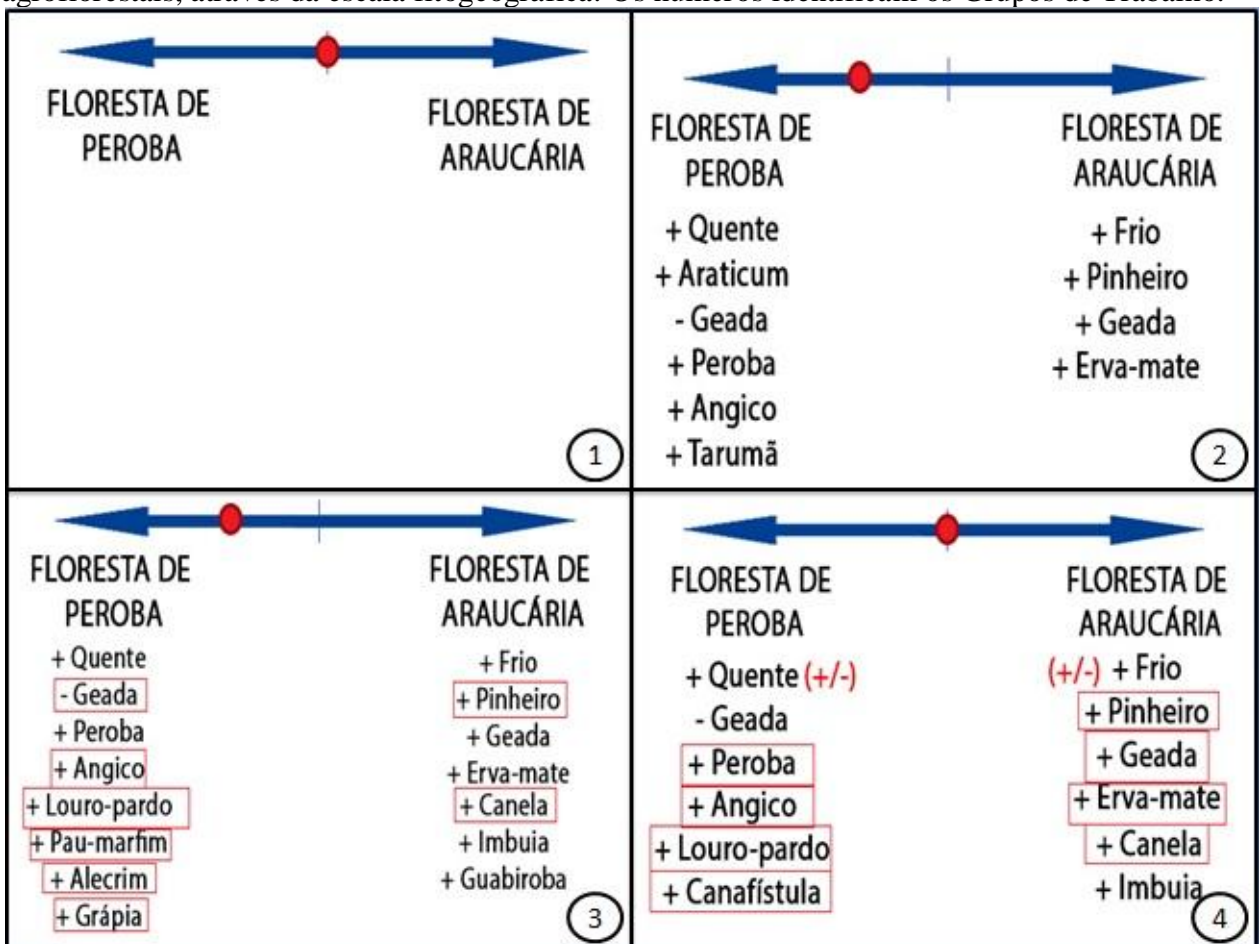 agroflorestais, através da escala fitogeográfica. Os números identificam os Grupos de Trabalho.
FLORESTA DE
PEROBA
FLORESTA DE
ARAUCÁRIA
1
FLORESTA DE
PEROBA
+ Quente
+ Araticum
- Geada
+ Peroba
+ Angico
+ Tarumã
FLORESTA DE
ARAUCÁRIA
+ Frio
+ Pinheiro
+ Geada
+ Erva-mate
2
FLORESTA DE
PEROBA
+ Quente
- Geada
+ Peroba
+ Angico
+ Louro-pardo
+ Pau-marfim
+ Alecrim
+ Grápia
FLORESTA DE
ARAUCÁRIA
+ Frio
+ Pinheiro
+ Geada
+ Erva-mate
+ Canela
+ Imbuia
+ Guabiroba
3
FLORESTA DE
PEROBA
+ Quente (+/-)
- Geada
+ Peroba
+ Angico
+ Louro-pardo
+ Canafístula
FLORESTA DE
ARAUCÁRIA
(+/-) + Frio
+ Pinheiro
+ Geada
+ Erva-mate
+ Canela
+ Imbuia
4